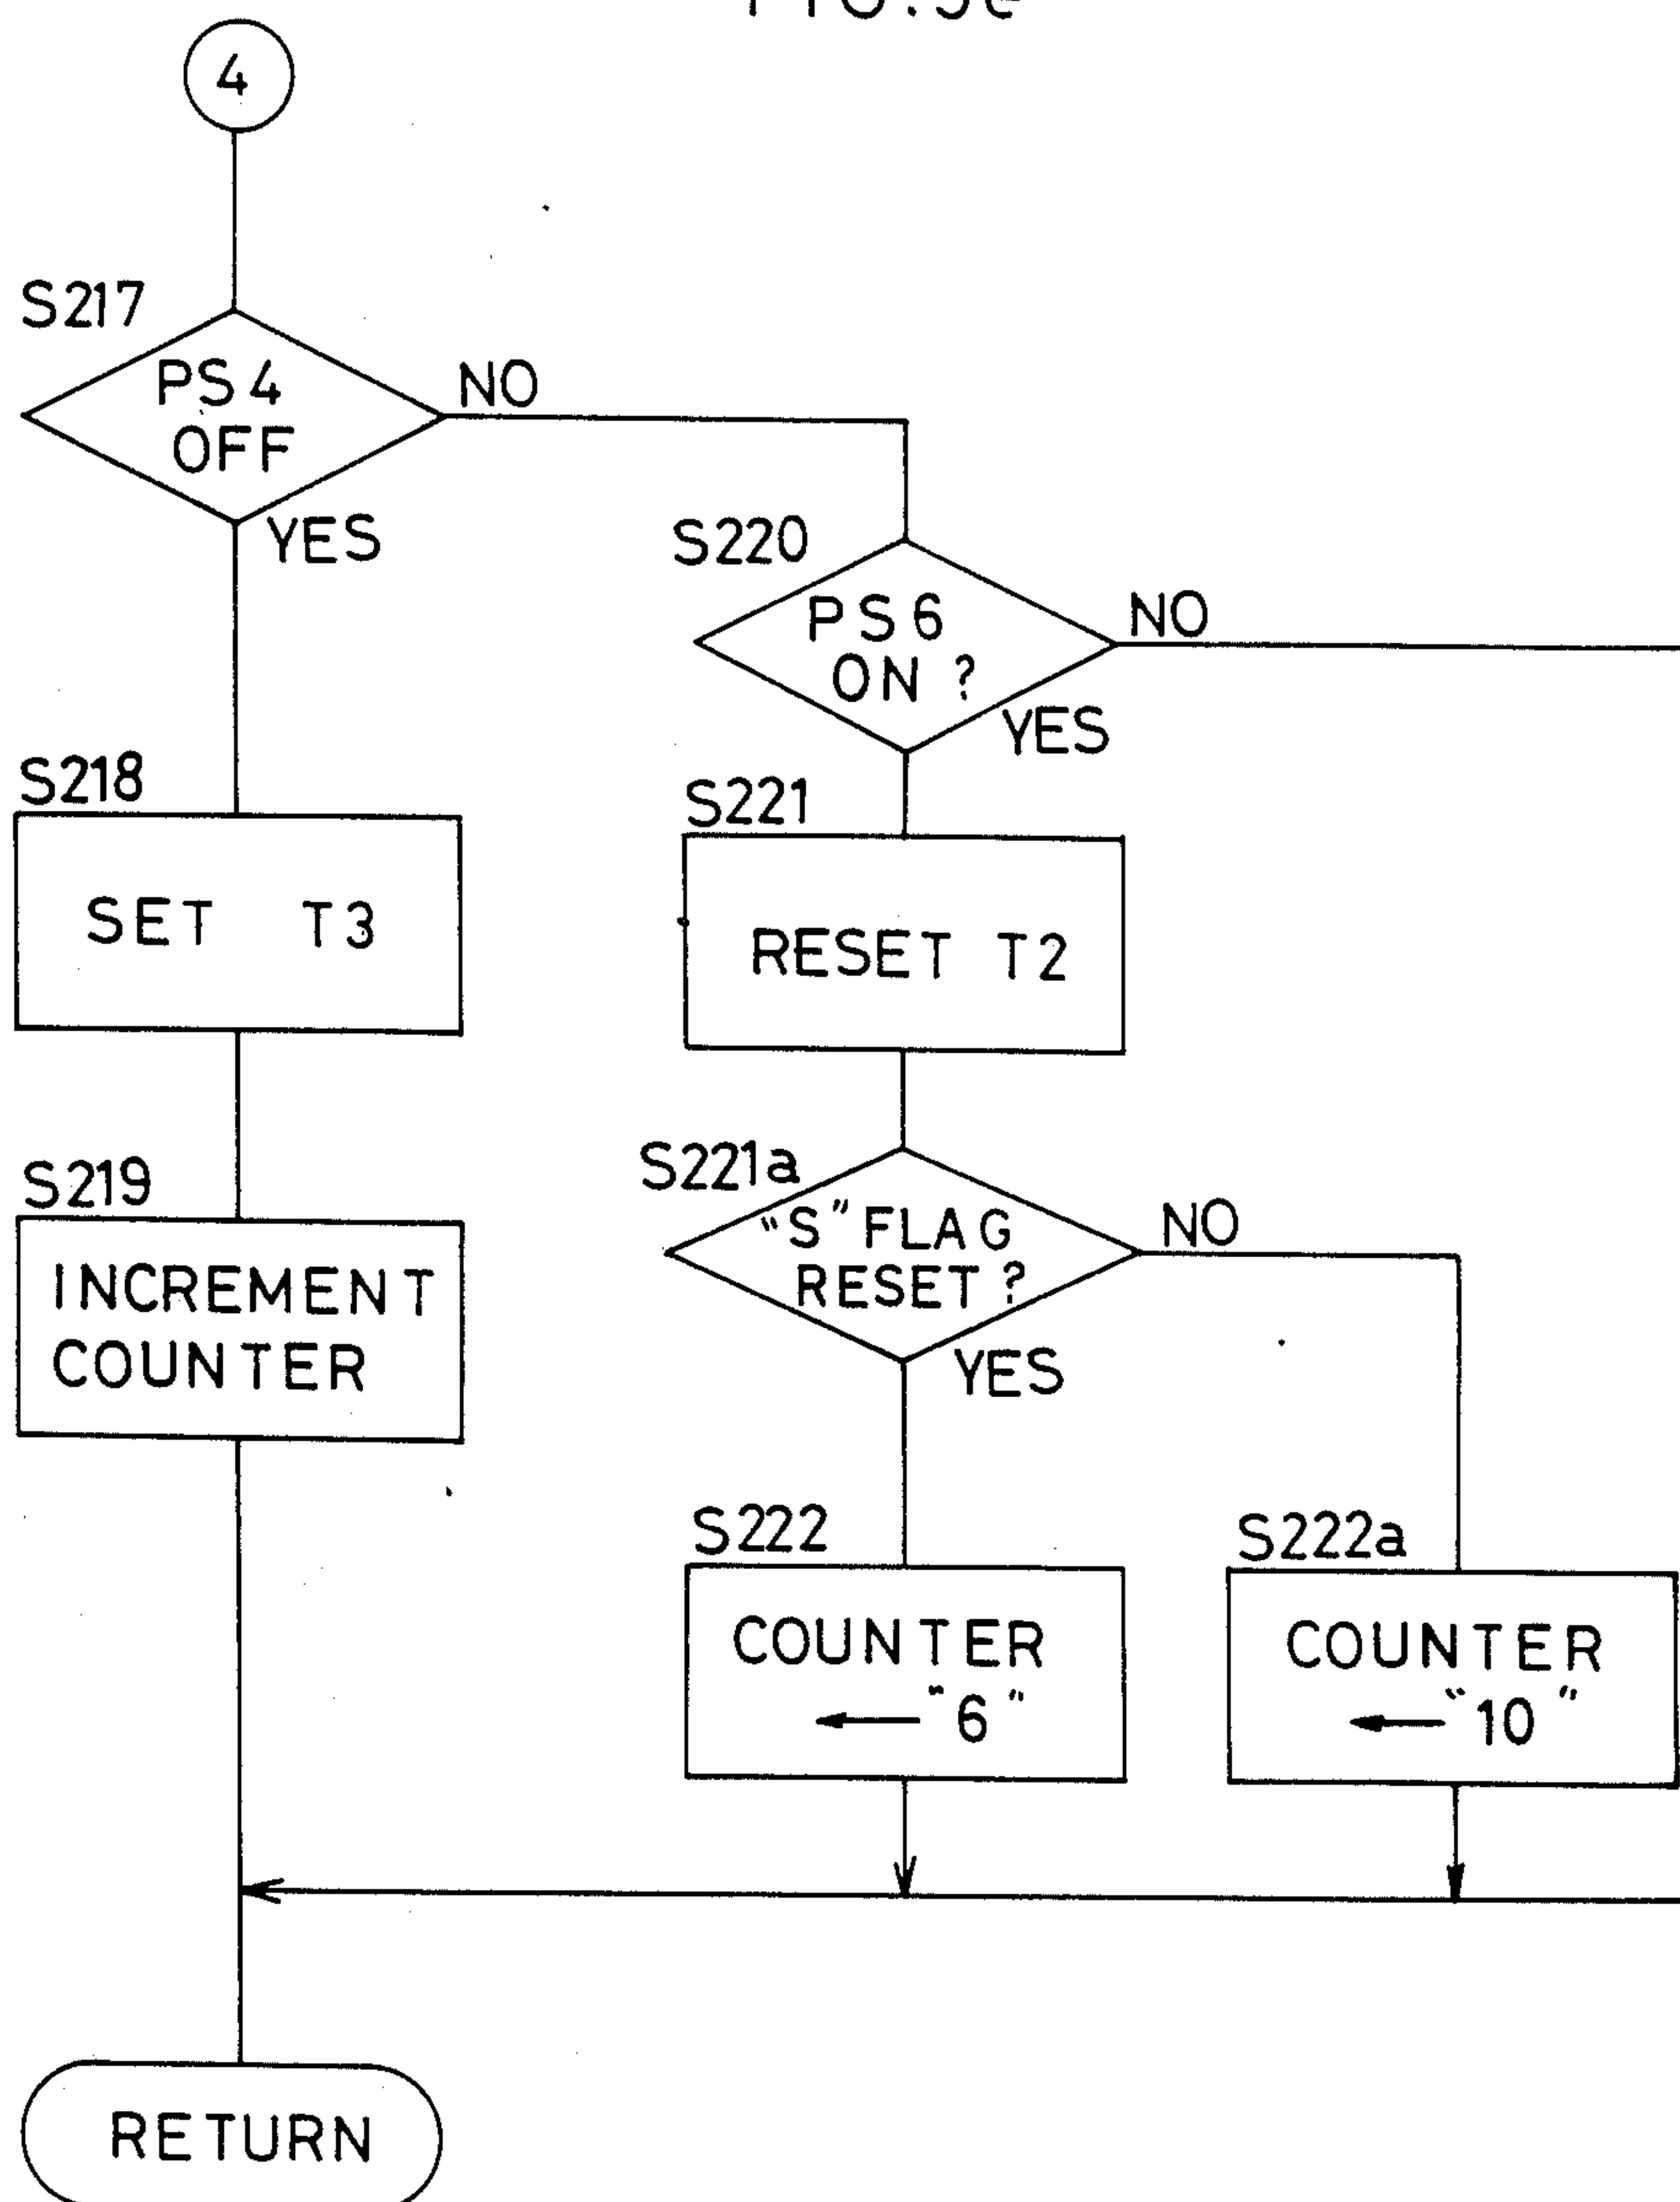 4
S217
PS4
OFF
NO
YES
S220
PS6
ON ?
NO
YES
S218
SET T3
S221
RESET T2
S219
INCREMENT
COUNTER
S221a
"S" FLAG
RESET ?
NO
YES
S222
COUNTER
← "6"
S222a
COUNTER
← "10"
RETURN